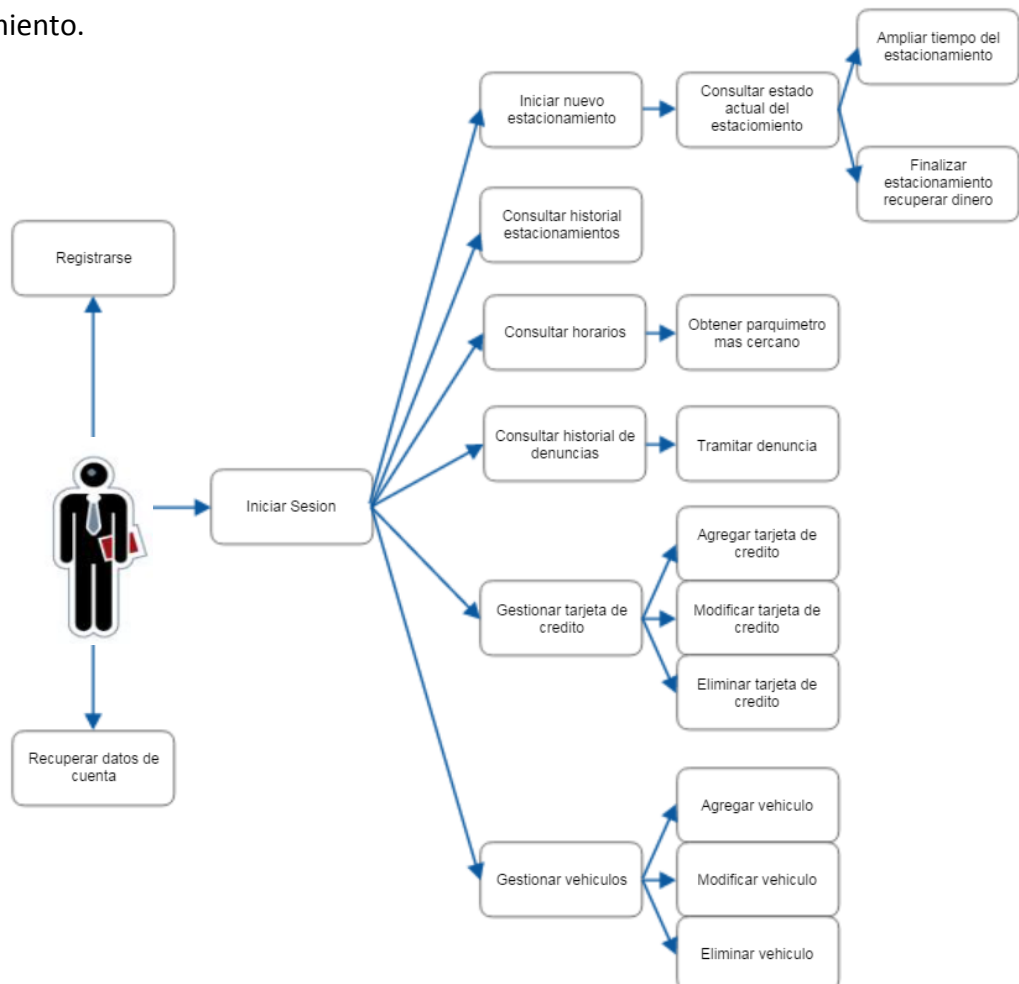 miento.
Ampliar tiempo del
estacionamiento
Iniciar nuevo
estacionamiento
Consultar estado
actual del
estaciomiento
Finalizar
estacionamiento
recuperar dinero
Consultar historial
estacionamientos
Registrarse
Consultar horarios
Obtener parquimetro
mas cercano
Consultar historial de
denuncias
Tramitar denuncia
Iniciar Sesion
Agregar tarjeta de
credito
Gestionar tarjeta de
credito
Modificar tarjeta de
credito
Eliminar tarjeta de
credito
Recuperar datos de
cuenta
Agregar vehiculo
Gestionar vehiculos
Modificar vehiculo
Eliminar vehiculo